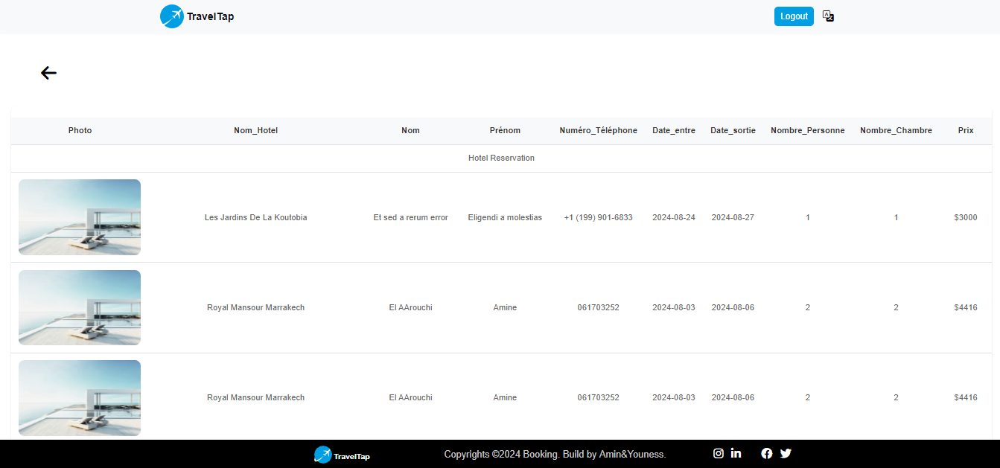 TravelTap
Logout
Photo Nom_Hotel Nom Prénom Numéro_Téléphone Date_entre Date_sortie Nombre_Personne Nombre_Chambre Prix
Hotel Reservation
Les Jardins De La Koutobia Et sed a rerum error Eligendi a molestias +1 (199) 901-6833 2024-08-24 2024-08-27 1 1 $3000
Royal Mansour Marrakech El AArouchi Amine 061703252 2024-08-03 2024-08-06 2 2 $4416
Royal Mansour Marrakech El AArouchi Amine 061703252 2024-08-03 2024-08-06 2 2 $4416
TravelTap Copyrights ©2024 Booking. Build by Amin&Youness.